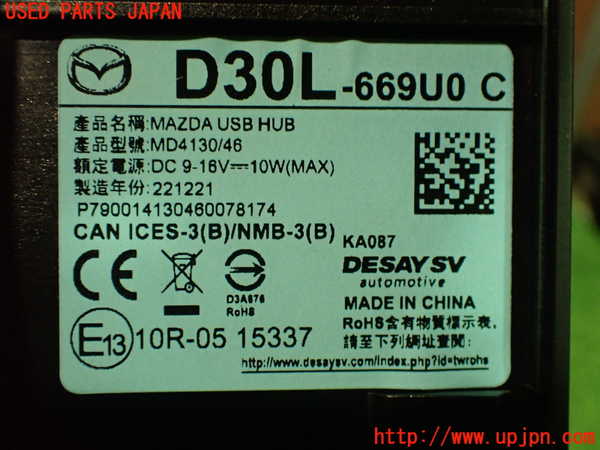 USED PARTS JAPAN
D30L-669U0 C
產品名稱:MAZDA USB HUB
產品型號:MD4130/46
額定電源:DC 9-16V⎓10W(MAX)
製造年份:221221
P790014130460078174
CAN ICES-3(B)/NMB-3(B)
KA087
CE
D3A876
RoHS
DESAY SV
automotive
MADE IN CHINA
RoHS含有物質標示表,
請至下列網址查詢:
E13 10R-05 15337
http://www.desaysv.com/index.php?id=twrohs
http://www.upjpn.com/